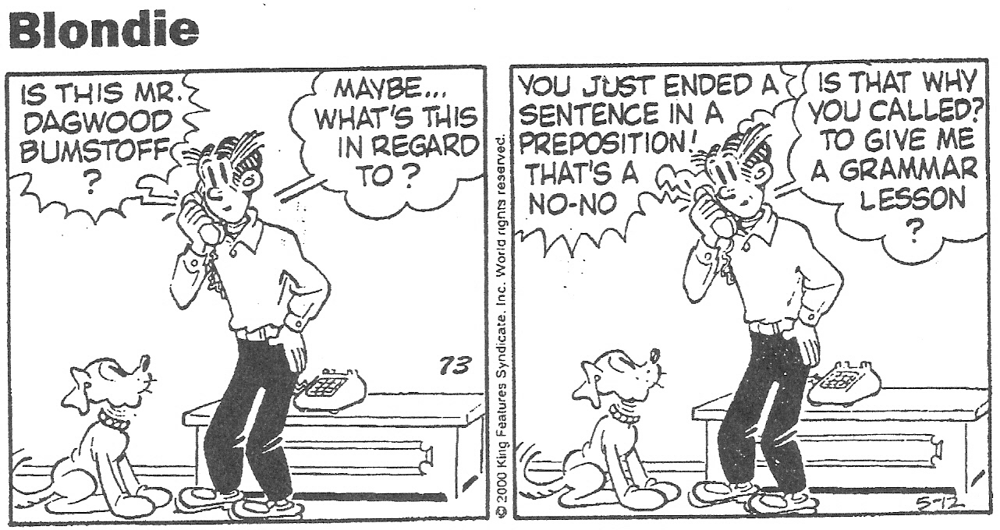 Blondie
IS THIS MR.
DAGWOOD
BUMSTOFF
?
MAYBE...
WHAT'S THIS
IN REGARD
TO?
73
© 2000 King Features Syndicate, Inc. World rights reserved.
YOU JUST ENDED A
SENTENCE IN A
PREPOSITION!
THAT'S A
NO-NO
IS THAT WHY
YOU CALLED?
TO GIVE ME
A GRAMMAR
LESSON
?
5-12